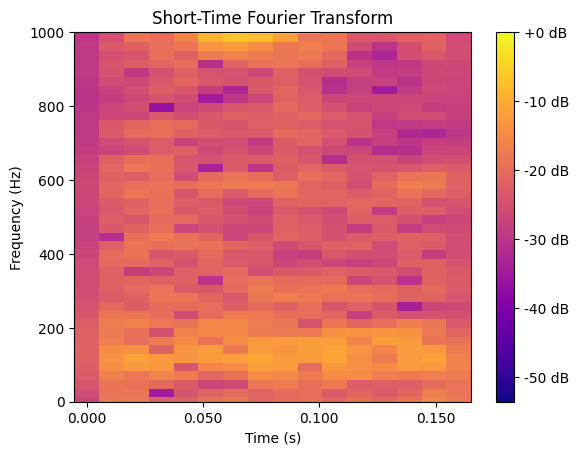 Short-Time Fourier Transform
Frequency (Hz)
1000
800
600
400
200
0
0.000
0.050
0.100
0.150
Time (s)
+0 dB
-10 dB
-20 dB
-30 dB
-40 dB
-50 dB